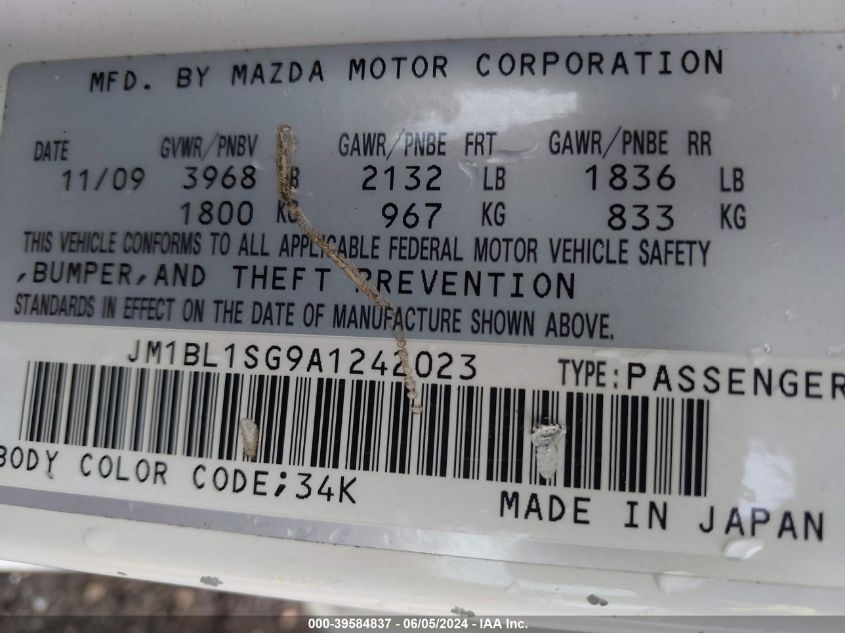 MFD. BY MAZDA MOTOR CORPORATION
DATE GVWR/PNBV GAWR/PNBE FRT GAWR/PNBE RR
11/09 3968 LB 2132 LB 1836 LB
1800 KG 967 KG 833 KG
THIS VEHICLE CONFORMS TO ALL APPLICABLE FEDERAL MOTOR VEHICLE SAFETY
,BUMPER,AND THEFT PREVENTION
STANDARDS IN EFFECT ON THE DATE OF MANUFACTURE SHOWN ABOVE.
JM1BL1SG9A1242023 TYPE:PASSENGER
BODY COLOR CODE;34K
MADE IN JAPAN
000-39584837 - 06/05/2024 - IAA Inc.